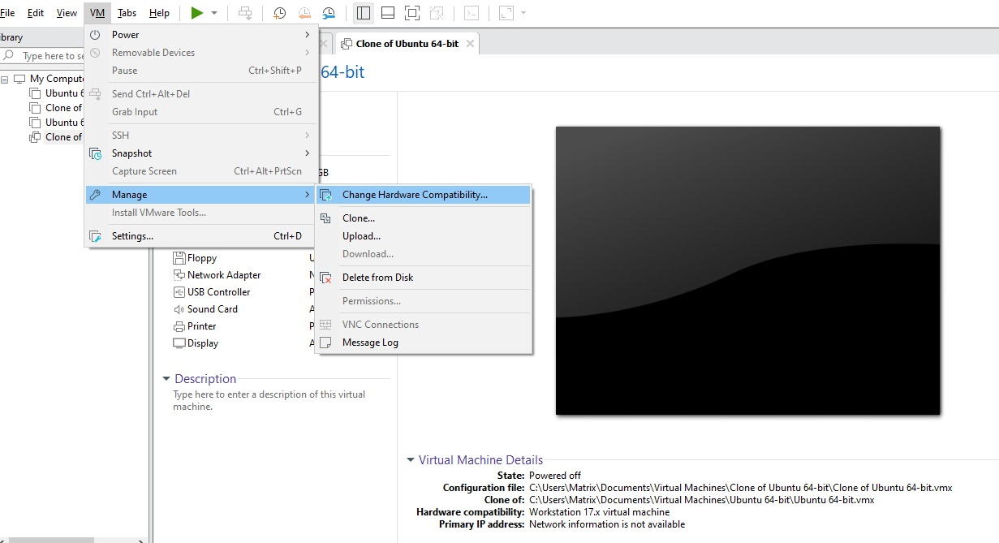 File Edit View VM Tabs Help
Library
Type here to se
Clone of Ubuntu 64-bit
64-bit
My Compute
Ubuntu 6
Clone of
Ubuntu 6
Clone of
Power
Removable Devices
Pause Ctrl+Shift+P
Send Ctrl+Alt+Del
Grab Input Ctrl+G
SSH
Snapshot
Capture Screen Ctrl+Alt+PrtScn
Manage
Install VMware Tools...
Settings... Ctrl+D
GB
Change Hardware Compatibility...
Clone...
Upload...
Download...
Delete from Disk
Permissions...
VNC Connections
Message Log
Floppy
Network Adapter
USB Controller P
Sound Card A
Printer P
Display A
Description
Type here to enter a description of this virtual
machine.
Virtual Machine Details
State: Powered off
Configuration file: C:\Users\Matrix\Documents\Virtual Machines\Clone of Ubuntu 64-bit\Clone of Ubuntu 64-bit.vmx
Clone of: C:\Users\Matrix\Documents\Virtual Machines\Ubuntu 64-bit\Ubuntu 64-bit.vmx
Hardware compatibility: Workstation 17.x virtual machine
Primary IP address: Network information is not available